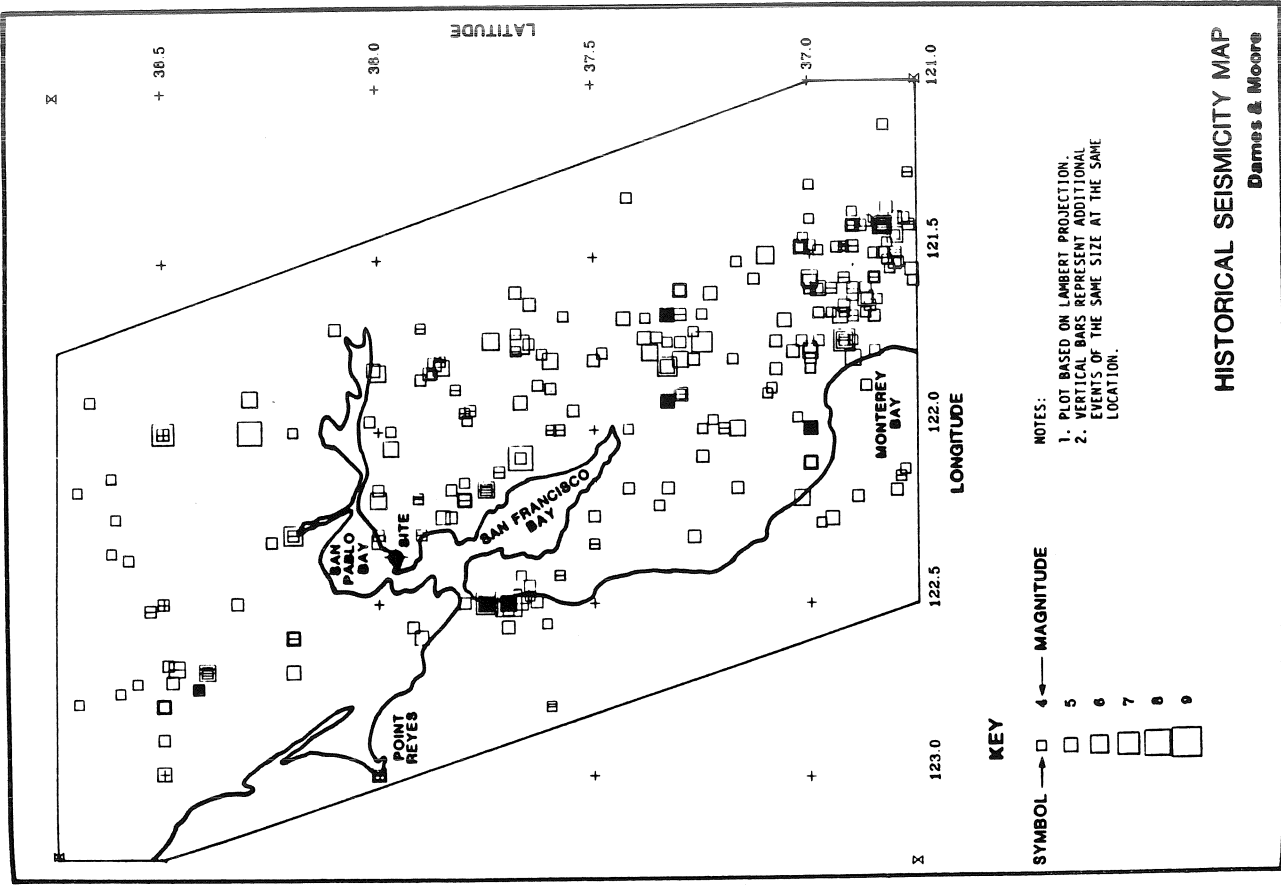 LATITUDE
38.5
38.0
37.5
37.0
121.0
121.5
122.0
122.5
123.0
LONGITUDE
SAN
PABLO
BAY
SITE
SAN FRANCISCO
BAY
POINT
REYES
MONTEREY
BAY
KEY
SYMBOL
4
MAGNITUDE
5
6
7
8
9
NOTES:
1. PLOT BASED ON LAMBERT PROJECTION.
2. VERTICAL BARS REPRESENT ADDITIONAL
EVENTS OF THE SAME SIZE AT THE SAME
LOCATION.
HISTORICAL SEISMICITY MAP
Dames & Moore